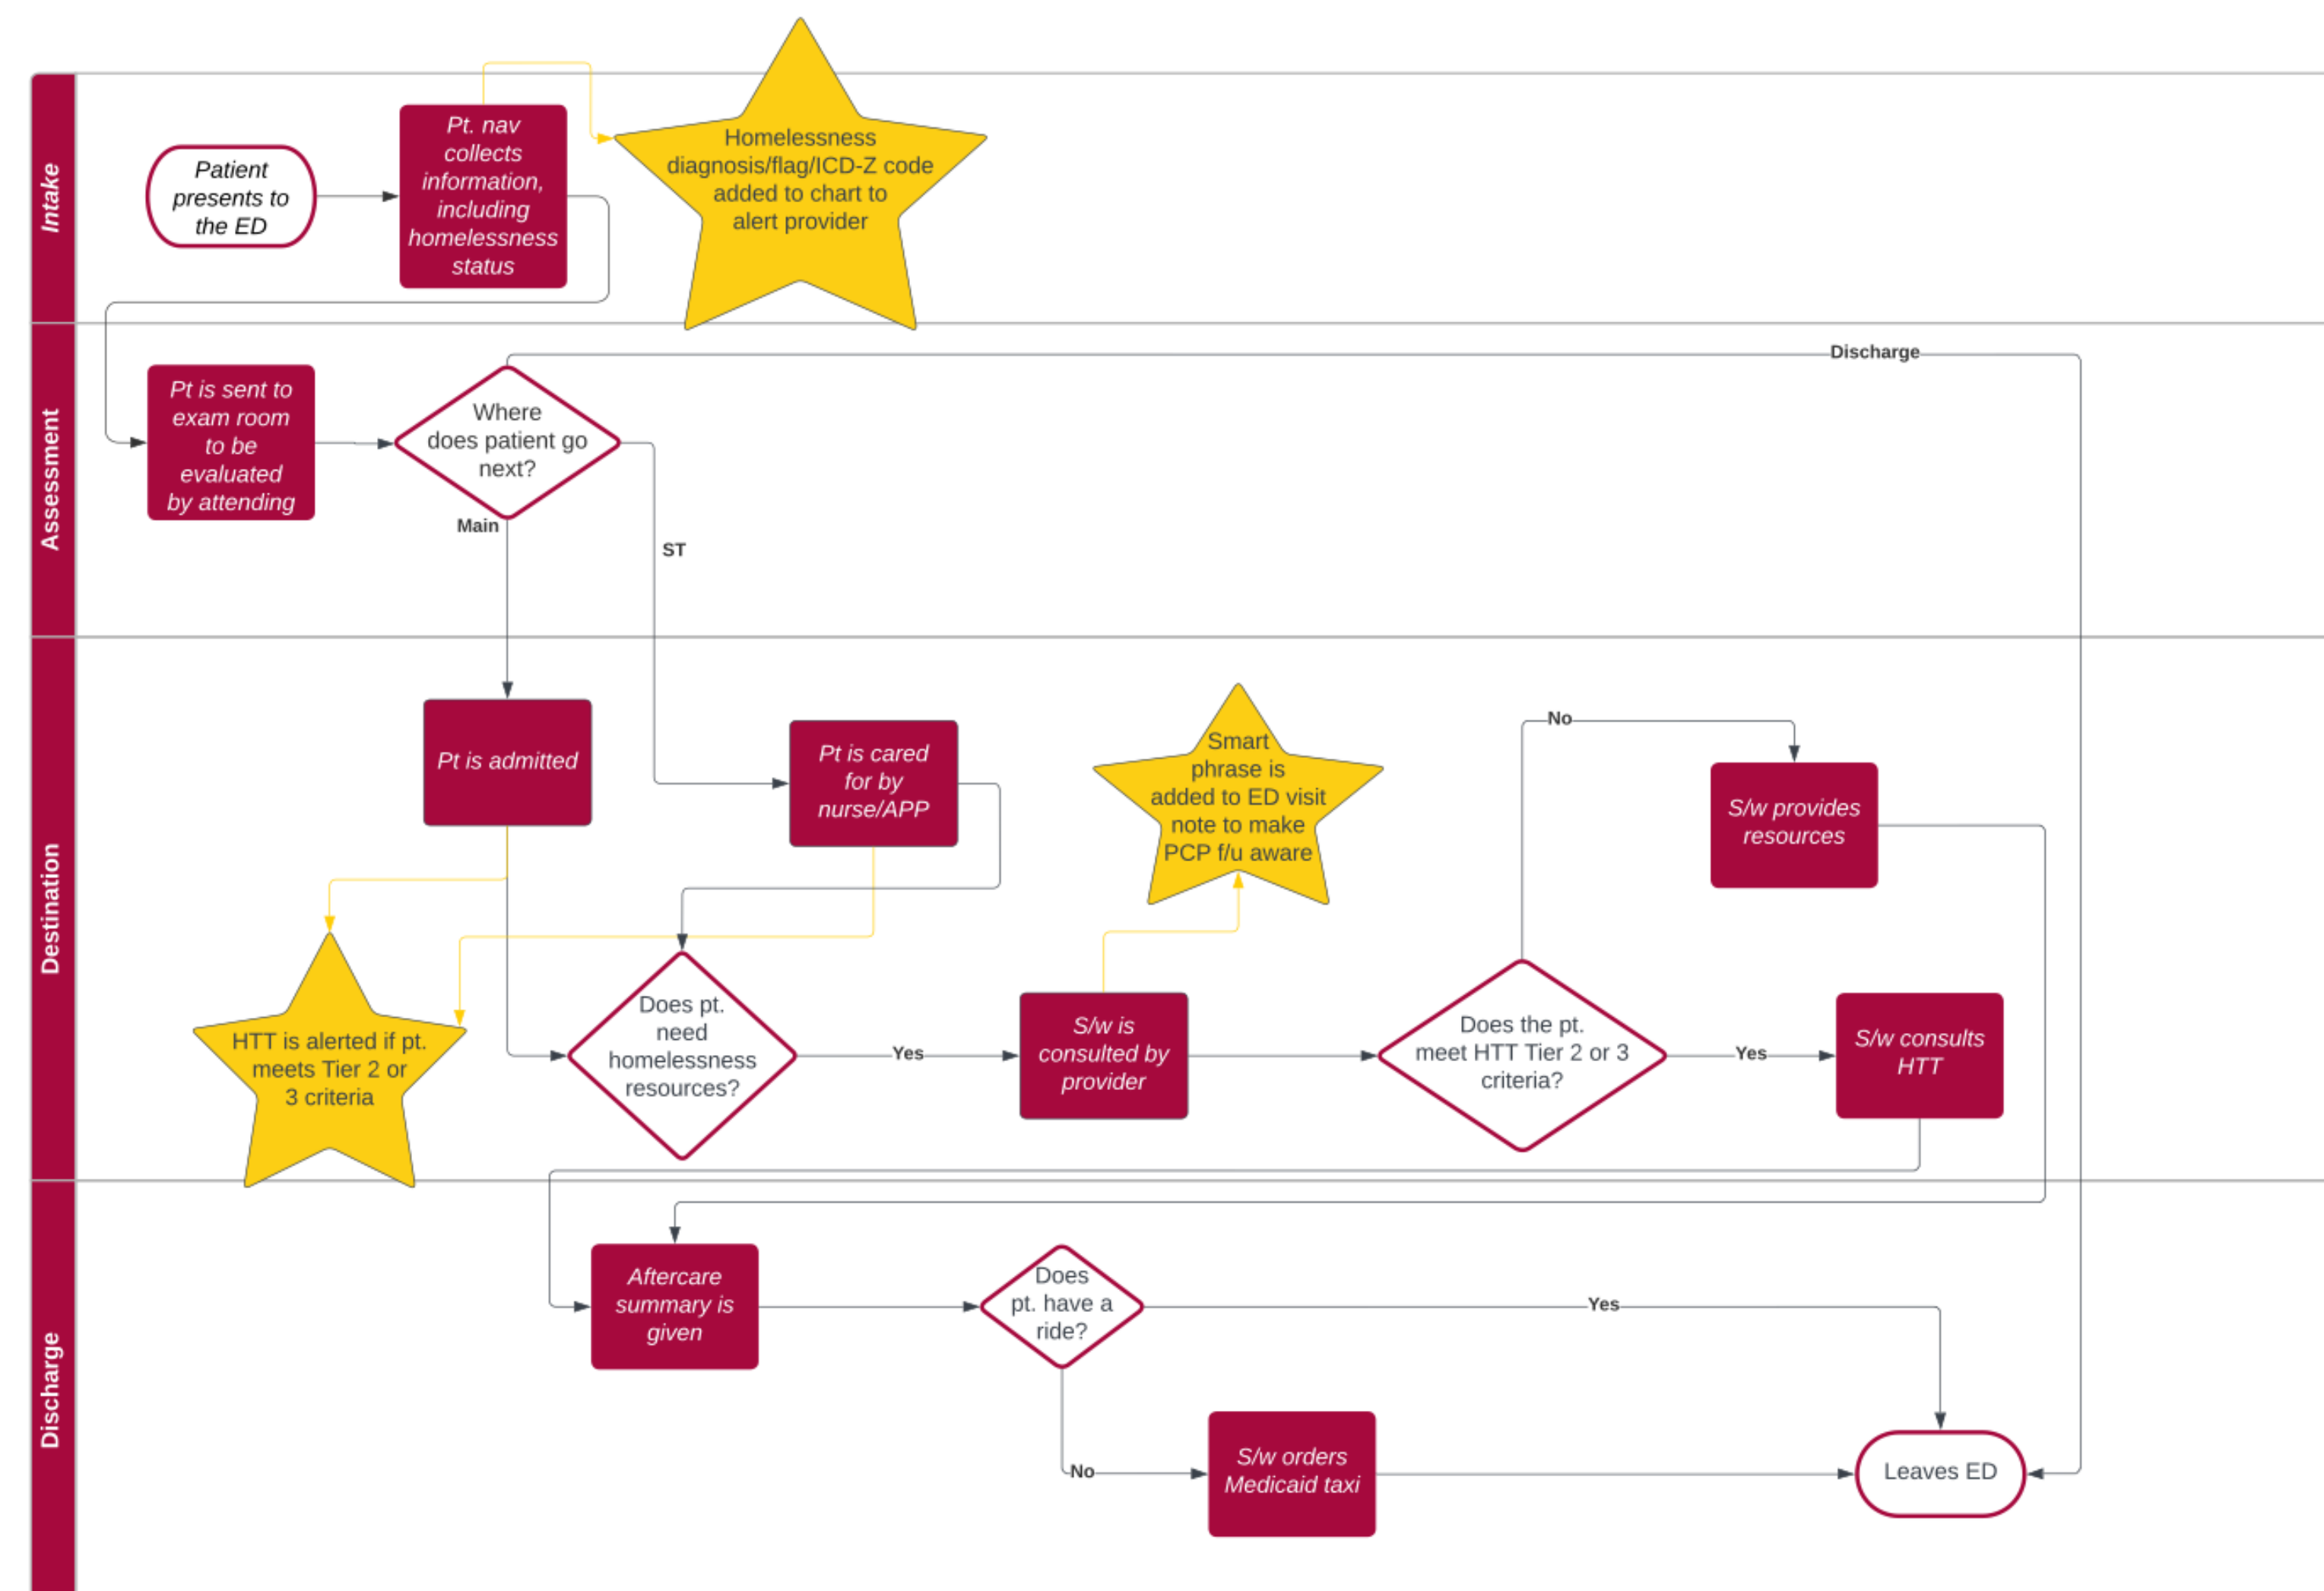 Intake
Patient
presents to
the ED
Pt. nav
collects
information,
including
homelessness
status
Homelessness
diagnosis/flag/ICD-Z code
added to chart to
alert provider
Assessment
Pt is sent to
exam room
to be
evaluated
by attending
Where
does patient go
next?
Discharge
Main
ST
Destination
Pt is admitted
Pt is cared
for by
nurse/APP
Smart
phrase is
added to ED visit
note to make
PCP f/u aware
No
S/w provides
resources
HTT is alerted if pt.
meets Tier 2 or
3 criteria
Does pt.
need
homelessness
resources?
Yes
S/w is
consulted by
provider
Does the pt.
meet HTT Tier 2 or 3
criteria?
Yes
S/w consults
HTT
Discharge
Aftercare
summary is
given
Does
pt. have a
ride?
Yes
No
S/w orders
Medicaid taxi
Leaves ED